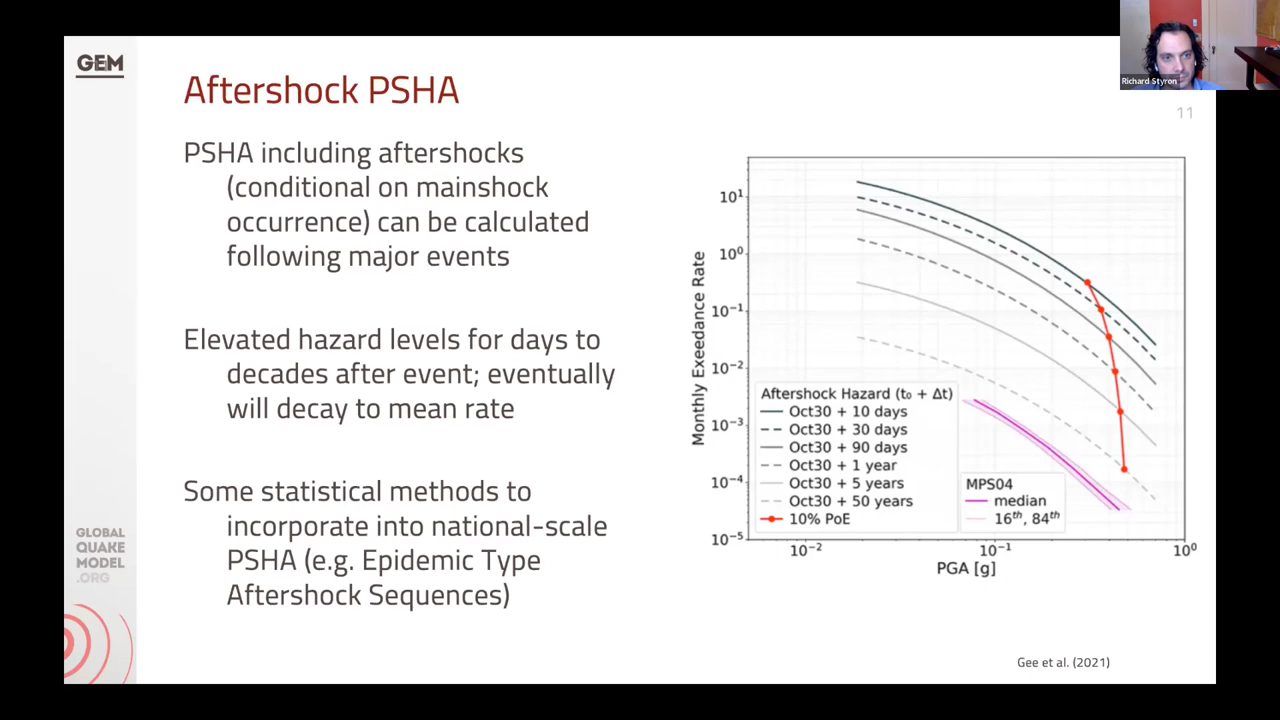 GEM
Aftershock PSHA
Richard Styron
11
PSHA including aftershocks
(conditional on mainshock
occurrence) can be calculated
following major events
Elevated hazard levels for days to
decades after event; eventually
will decay to mean rate
Some statistical methods to
incorporate into national-scale
PSHA (e.g. Epidemic Type
Aftershock Sequences)
GLOBAL
QUAKE
MODEL
.ORG
Monthly Exeedance Rate
10¹
10⁰
10⁻¹
10⁻²
10⁻³
10⁻⁴
10⁻⁵
Aftershock Hazard (t₀ + Δt)
Oct30 + 10 days
Oct30 + 30 days
Oct30 + 90 days
Oct30 + 1 year
Oct30 + 5 years
Oct30 + 50 years
10% PoE
MPS04
median
16ᵗʰ, 84ᵗʰ
10⁻²
10⁻¹
10⁰
PGA [g]
Gee et al. (2021)